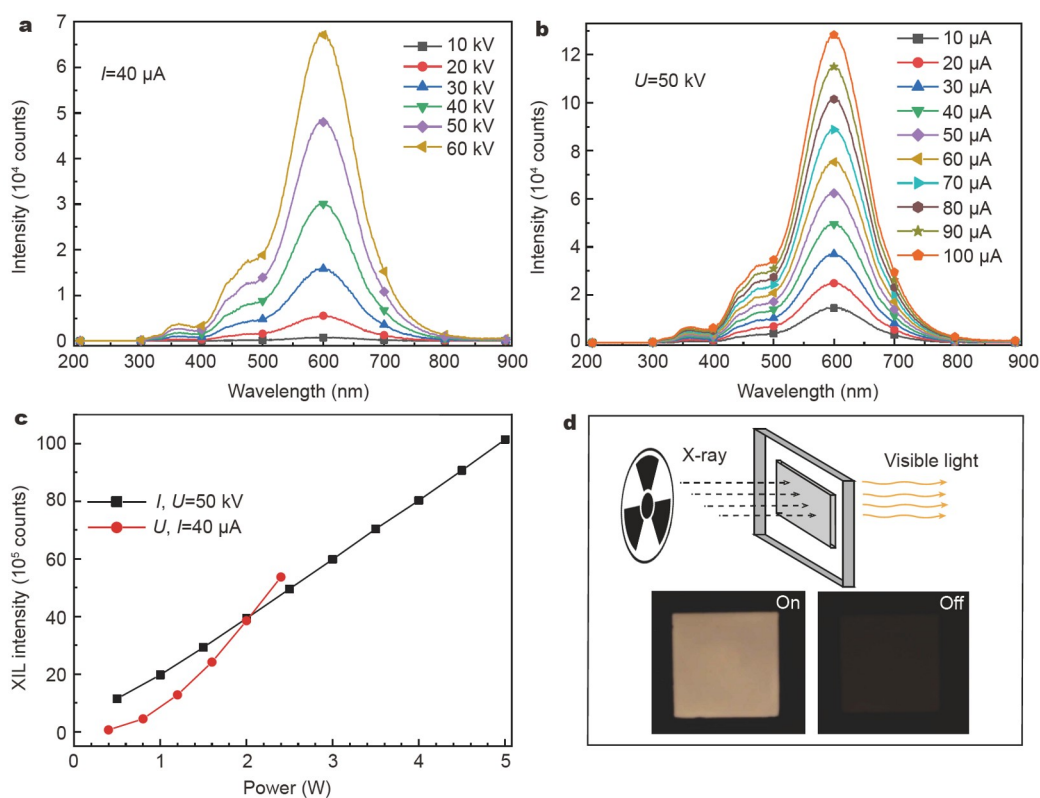 a
I=40 μA
10 kV
20 kV
30 kV
40 kV
50 kV
60 kV
7
6
5
4
3
2
1
0
Intensity (10⁴ counts)
200 300 400 500 600 700 800 900
Wavelength (nm)
b
U=50 kV
10 μA
20 μA
30 μA
40 μA
50 μA
60 μA
70 μA
80 μA
90 μA
100 μA
12
10
8
6
4
2
0
Intensity (10⁴ counts)
200 300 400 500 600 700 800 900
Wavelength (nm)
c
I, U=50 kV
U, I=40 μA
100
80
60
40
20
0
XIL intensity (10⁵ counts)
0 1 2 3 4 5
Power (W)
d
X-ray
Visible light
On
Off